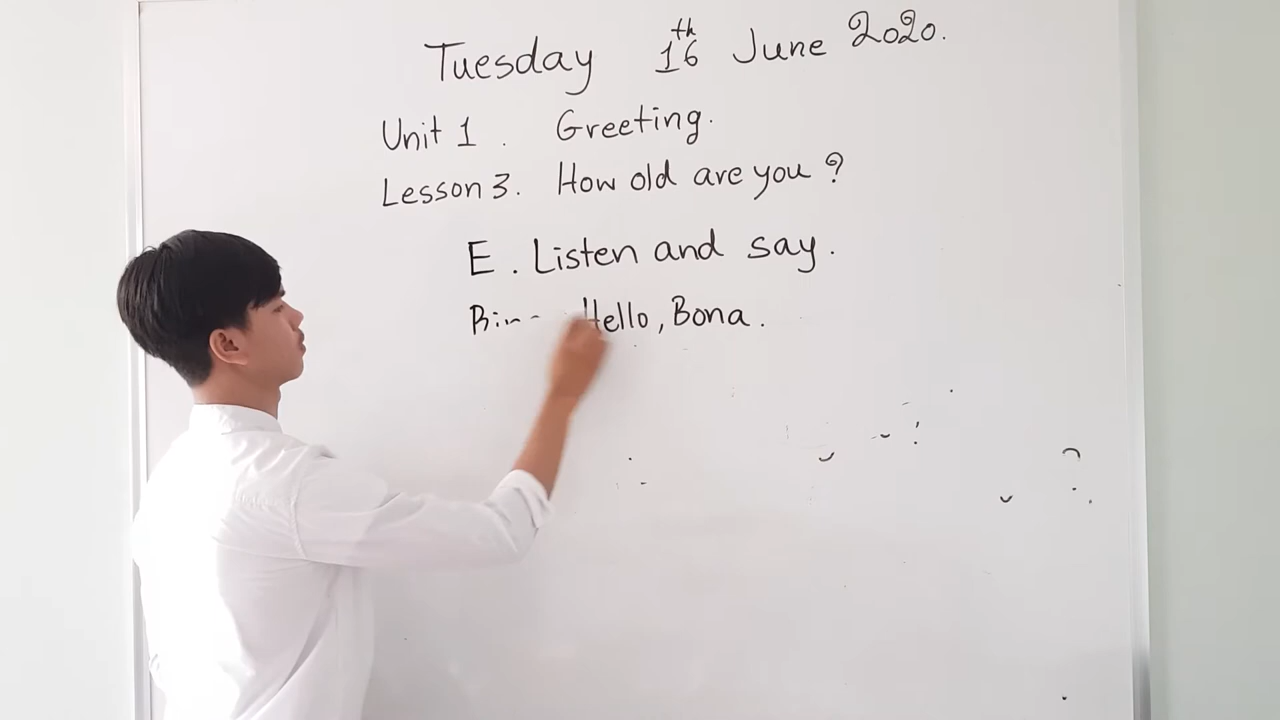 Tuesday 16th June 2020.
Unit 1. Greeting.
Lesson 3. How old are you?
E. Listen and say.
Hello, Bona.